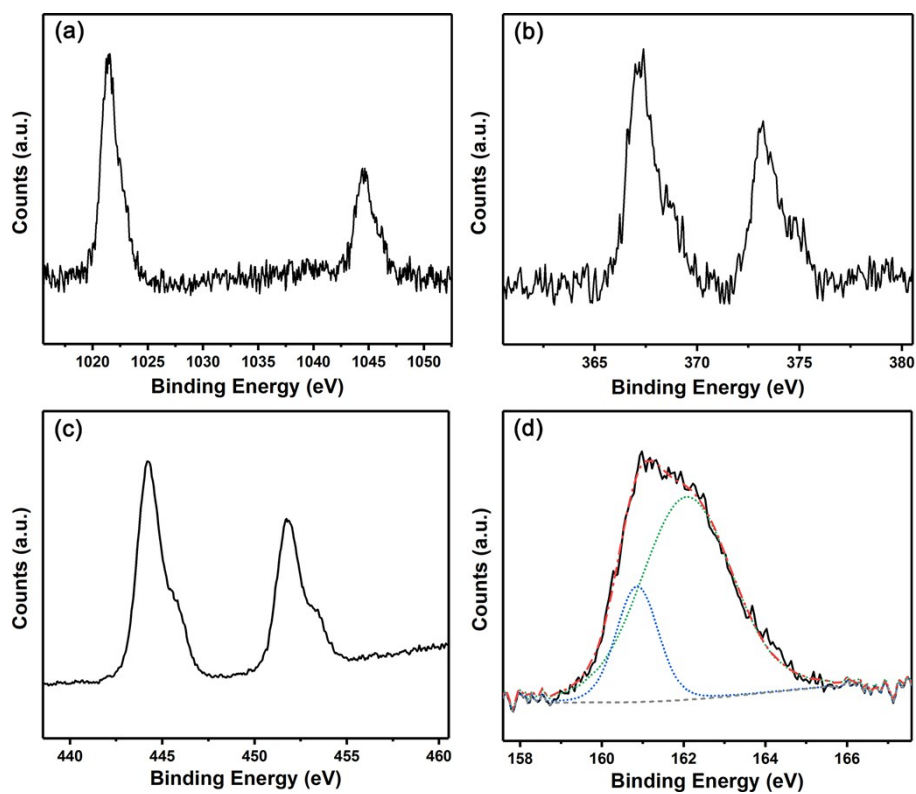 (a)
Counts (a.u.)
1020 1025 1030 1035 1040 1045 1050
Binding Energy (eV)
(b)
Counts (a.u.)
365 370 375 380
Binding Energy (eV)
(c)
Counts (a.u.)
440 445 450 455 460
Binding Energy (eV)
(d)
Counts (a.u.)
158 160 162 164 166
Binding Energy (eV)